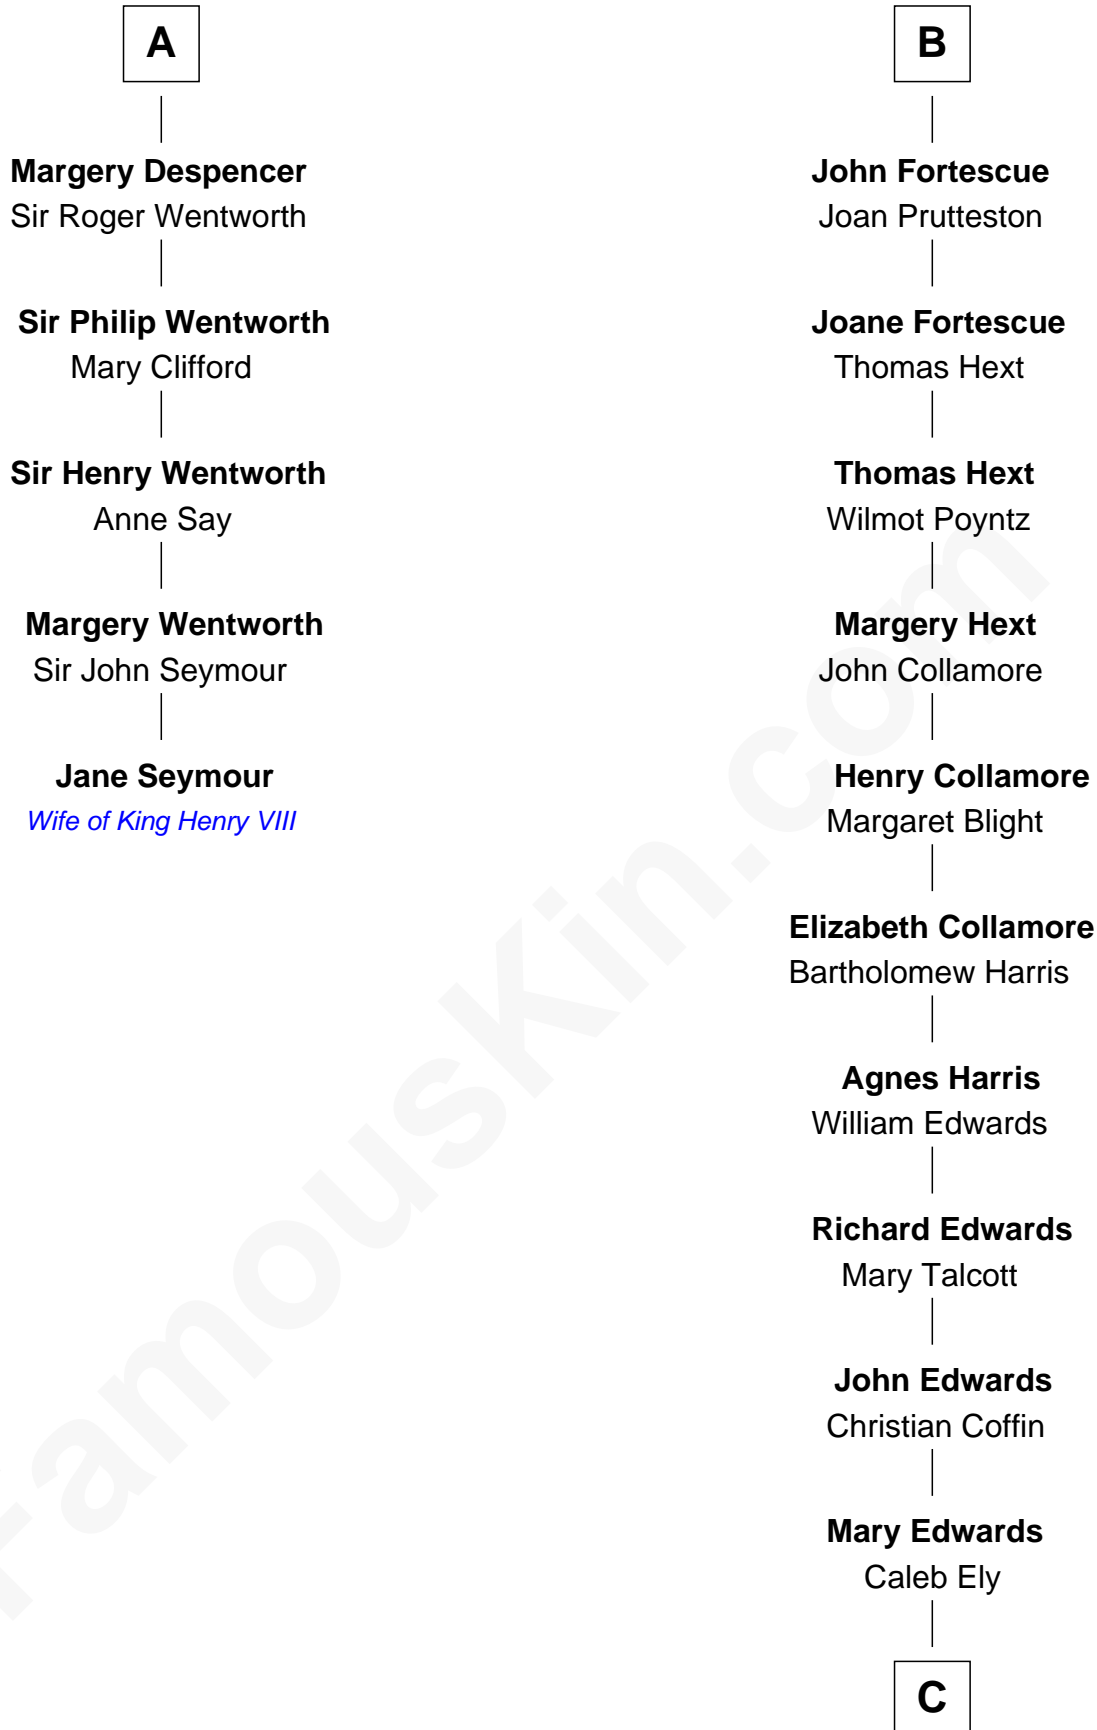 A
Margery Despencer
Sir Roger Wentworth
Sir Philip Wentworth
Mary Clifford
Sir Henry Wentworth
Anne Say
Margery Wentworth
Sir John Seymour
Jane Seymour
Wife of King Henry VIII
B
John Fortescue
Joan Prutteston
Joane Fortescue
Thomas Hext
Thomas Hext
Wilmot Poyntz
Margery Hext
John Collamore
Henry Collamore
Margaret Blight
Elizabeth Collamore
Bartholomew Harris
Agnes Harris
William Edwards
Richard Edwards
Mary Talcott
John Edwards
Christian Coffin
Mary Edwards
Caleb Ely
C
FamousKin.com